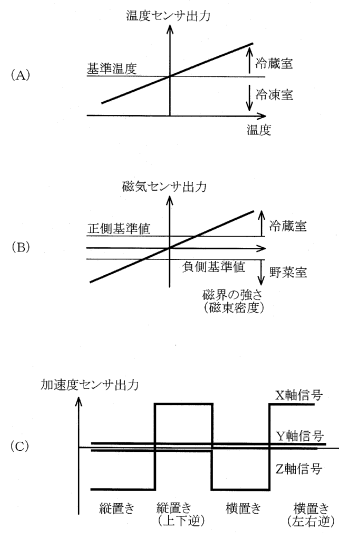 温度センサ出力
(A)
基準温度
冷蔵室
冷凍室
温度
磁気センサ出力
(B)
正側基準値
冷蔵室
負側基準値
野菜室
磁界の強さ
(磁束密度)
加速度センサ出力
(C)
X軸信号
Y軸信号
Z軸信号
縦置き
縦置き
(上下逆)
横置き
横置き
(左右逆)